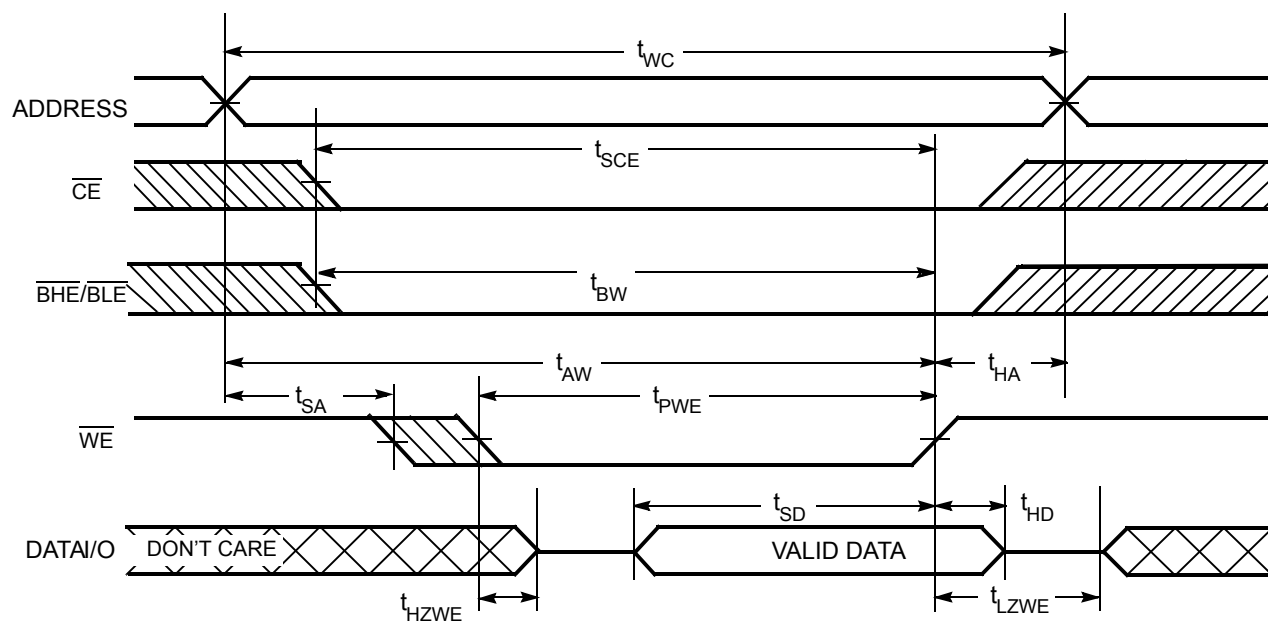 tWC
ADDRESS
tSCE
CE
BHE/BLE
tBW
tAW
tHA
tSA
tPWE
WE
tSD
tHD
DATAI/O
DON'T CARE
VALID DATA
tHZWE
tLZWE